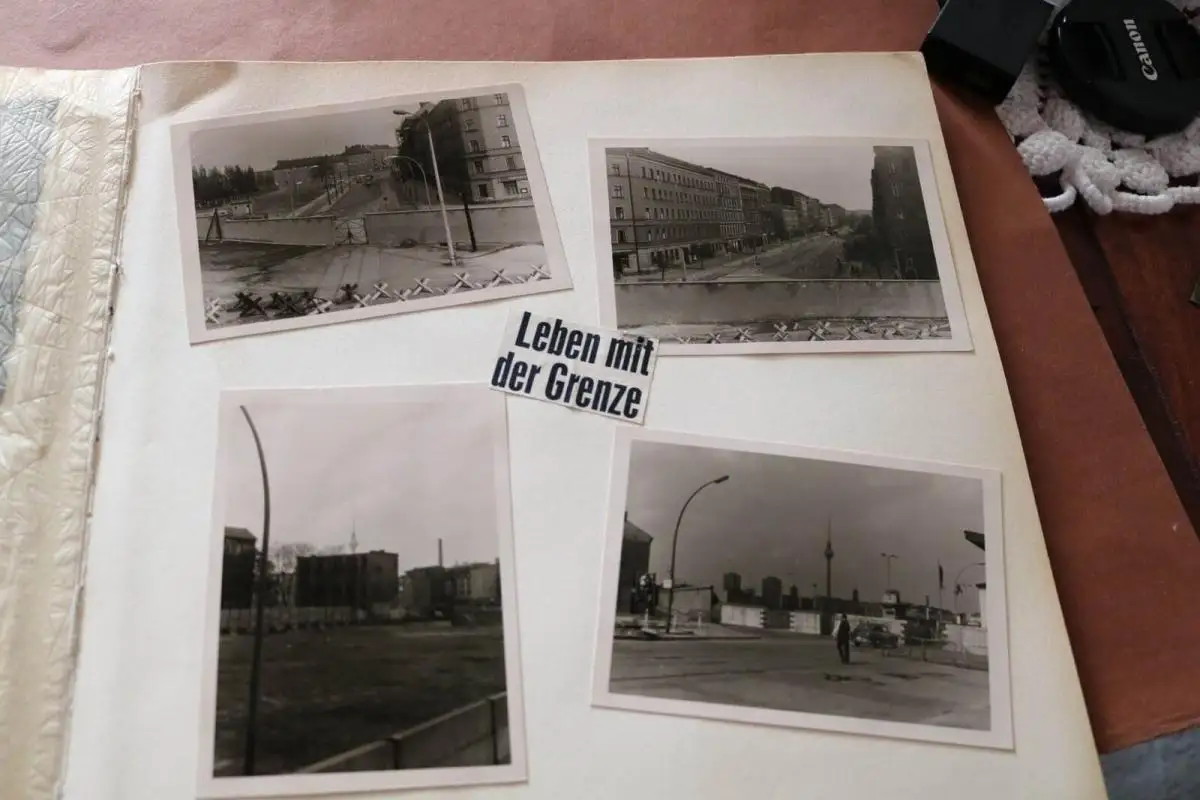 Canon
Leben mit
der Grenze